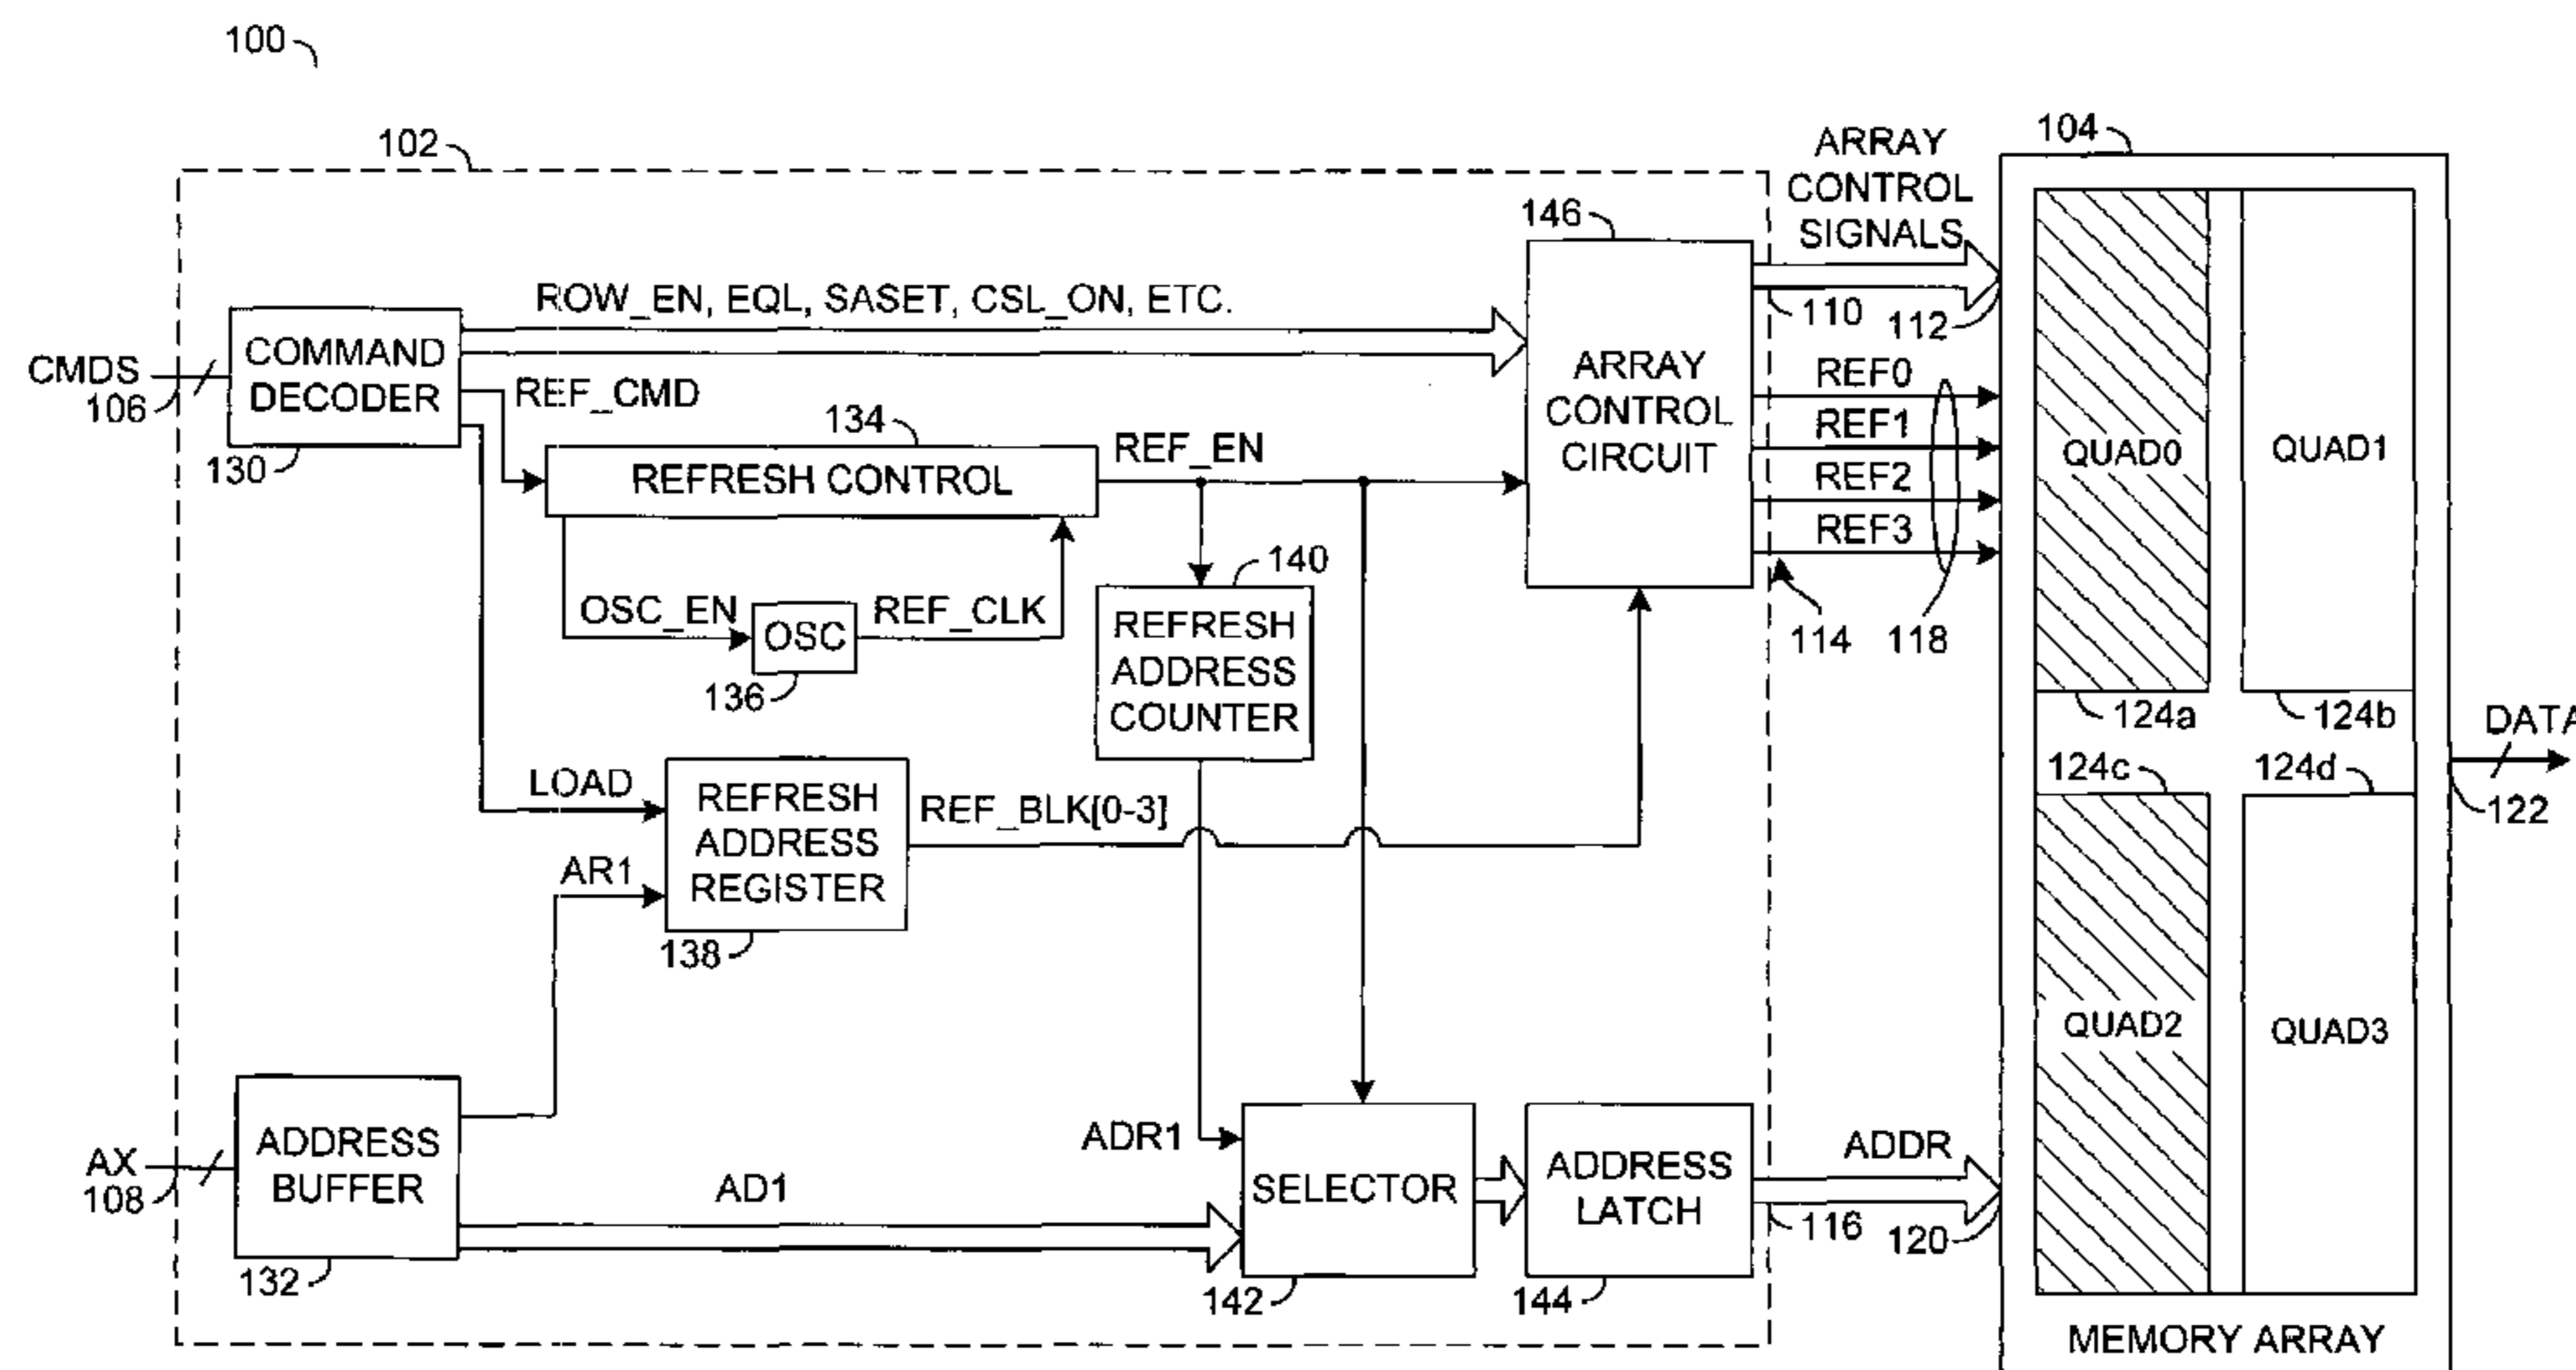 100
102
104
ARRAY
CONTROL
SIGNALS
146
ROW_EN, EQL, SASET, CSL_ON, ETC.
110
112
CMDS
106
COMMAND
DECODER
130
REF_CMD
134
REFRESH CONTROL
REF_EN
ARRAY
CONTROL
CIRCUIT
REF0
REF1
REF2
REF3
QUAD0
QUAD1
OSC_EN
OSC
REF_CLK
136
140
REFRESH
ADDRESS
COUNTER
114
118
124a
124b
DATA
122
124c
124d
LOAD
AR1
REFRESH
ADDRESS
REGISTER
138
REF_BLK[0-3]
QUAD2
QUAD3
AX
108
ADDRESS
BUFFER
132
AD1
ADR1
SELECTOR
142
ADDRESS
LATCH
144
ADDR
116
120
MEMORY ARRAY